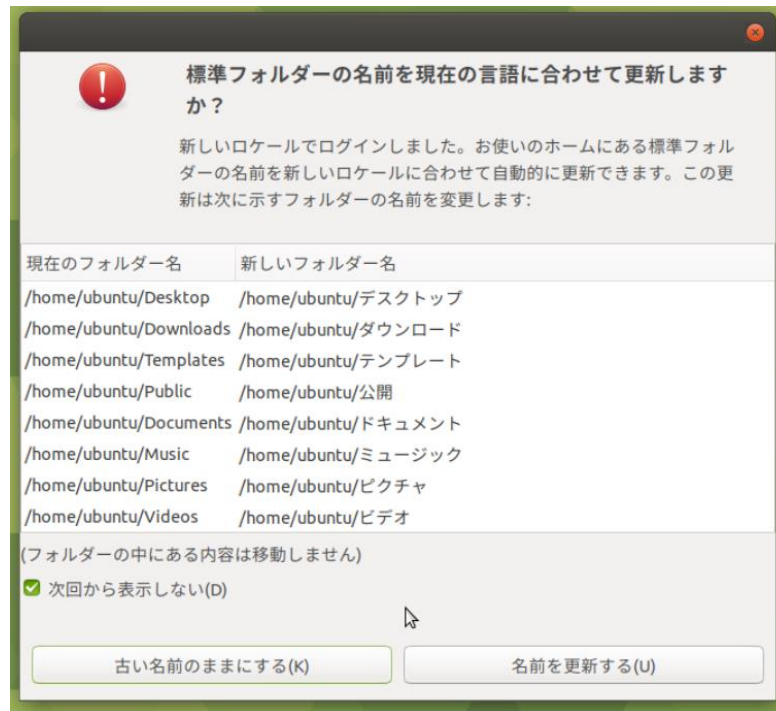 標準フォルダーの名前を現在の言語に合わせて更新します
か？
新しいロケールでログインしました。お使いのホームにある標準フォル
ダーの名前を新しいロケールに合わせて自動的に更新できます。この更
新は次に示すフォルダーの名前を変更します:
現在のフォルダー名 新しいフォルダー名
/home/ubuntu/Desktop /home/ubuntu/デスクトップ
/home/ubuntu/Downloads /home/ubuntu/ダウンロード
/home/ubuntu/Templates /home/ubuntu/テンプレート
/home/ubuntu/Public /home/ubuntu/公開
/home/ubuntu/Documents /home/ubuntu/ドキュメント
/home/ubuntu/Music /home/ubuntu/ミュージック
/home/ubuntu/Pictures /home/ubuntu/ピクチャ
/home/ubuntu/Videos /home/ubuntu/ビデオ
(フォルダーの中にある内容は移動しません)
次回から表示しない(D)
古い名前のままにする(K) 名前を更新する(U)